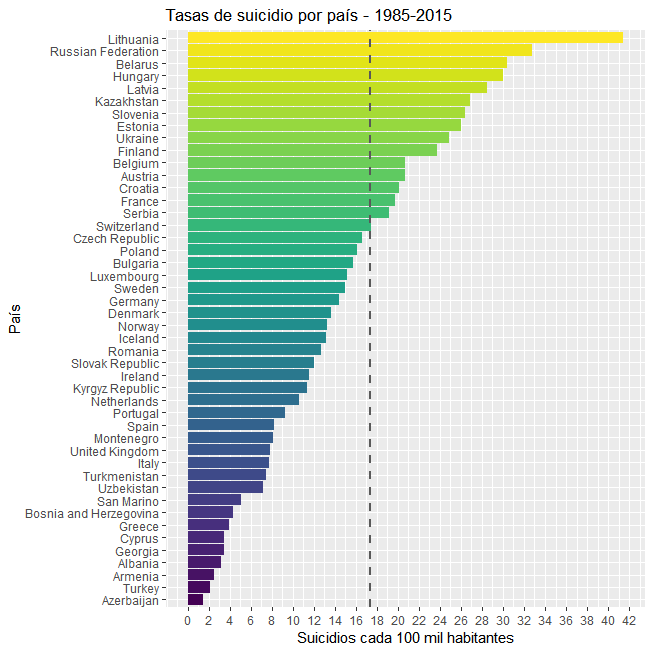 Tasas de suicidio por país - 1985-2015
País
Lithuania
Russian Federation
Belarus
Hungary
Latvia
Kazakhstan
Slovenia
Estonia
Ukraine
Finland
Belgium
Austria
Croatia
France
Serbia
Switzerland
Czech Republic
Poland
Bulgaria
Luxembourg
Sweden
Germany
Denmark
Norway
Iceland
Romania
Slovak Republic
Ireland
Kyrgyz Republic
Netherlands
Portugal
Spain
Montenegro
United Kingdom
Italy
Turkmenistan
Uzbekistan
San Marino
Bosnia and Herzegovina
Greece
Cyprus
Georgia
Albania
Armenia
Turkey
Azerbaijan
0 2 4 6 8 10 12 14 16 18 20 22 24 26 28 30 32 34 36 38 40 42
Suicidios cada 100 mil habitantes